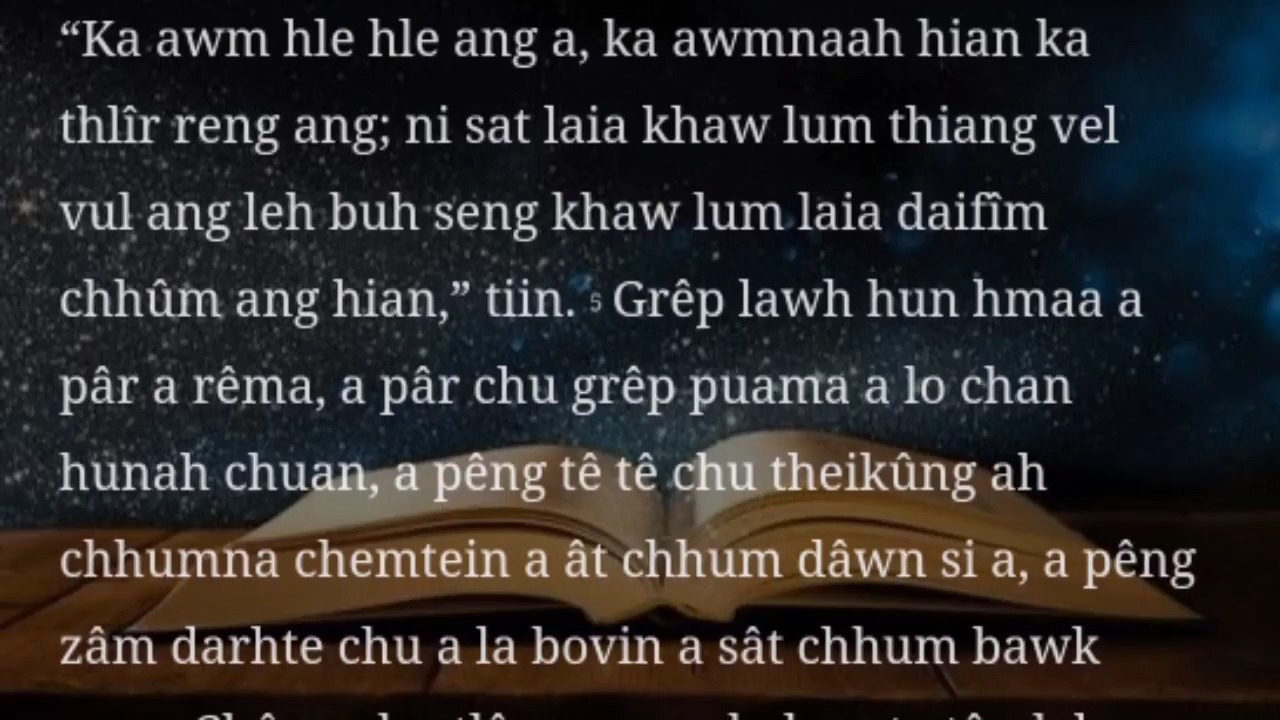 “Ka awm hle hle ang a, ka awmnaah hian ka
thlîr reng ang; ni sat laia khaw lum thiang vel
vul ang leh buh seng khaw lum laia daifîm
chhûm ang hian,” tiin. 5 Grêp lawh hun hmaa a
pâr a rêma, a pâr chu grêp puama a lo chan
hunah chuan, a pêng tê tê chu theikûng ah
chhumna chemtein a ât chhum dâwn si a, a pêng
zâm darhte chu a la bovin a sât chhum bawk